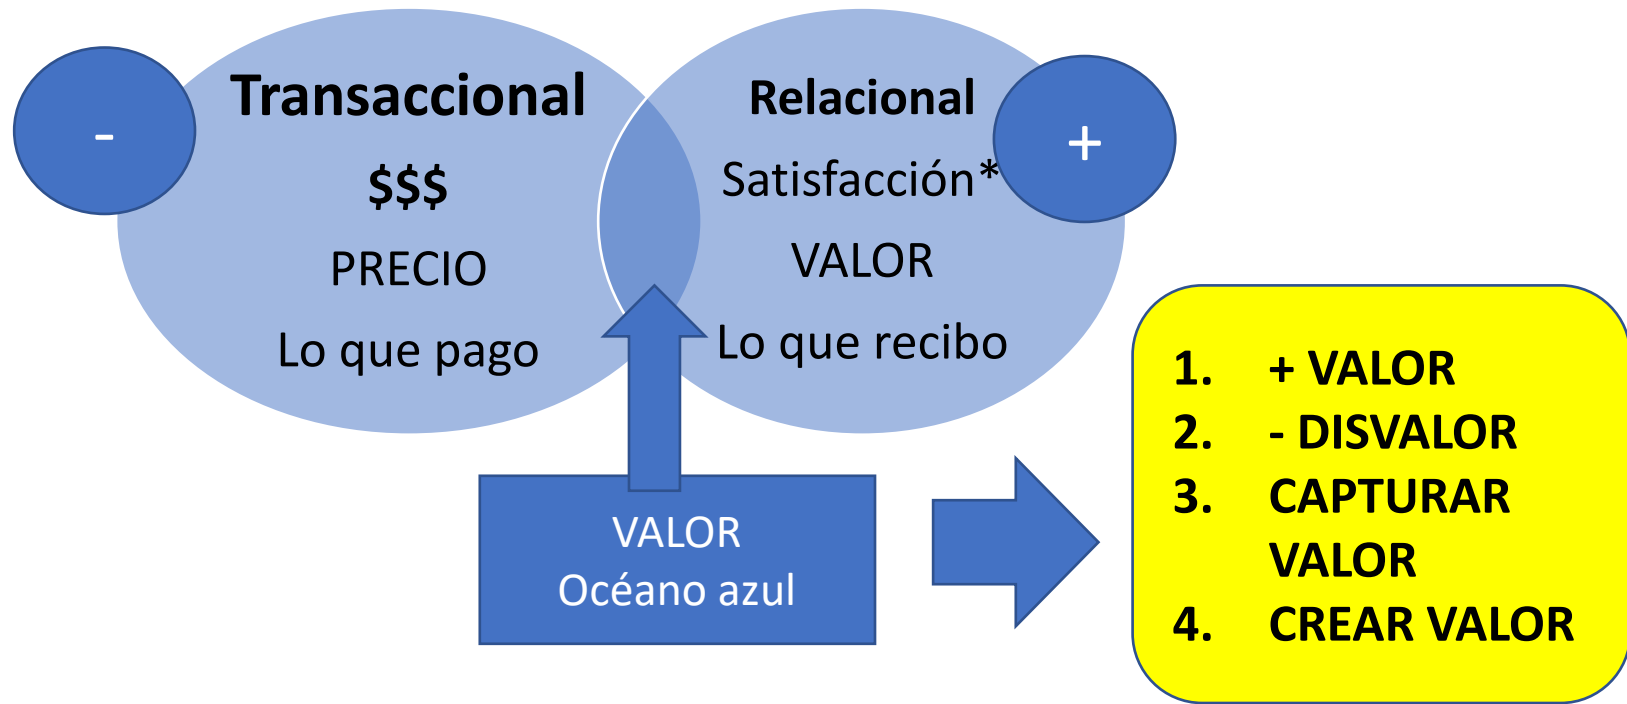 -
Transaccional
$$$
PRECIO
Lo que pago
Relacional
Satisfacción*
VALOR
Lo que recibo
+
VALOR
Océano azul
1. + VALOR
2. - DISVALOR
3. CAPTURAR
VALOR
4. CREAR VALOR